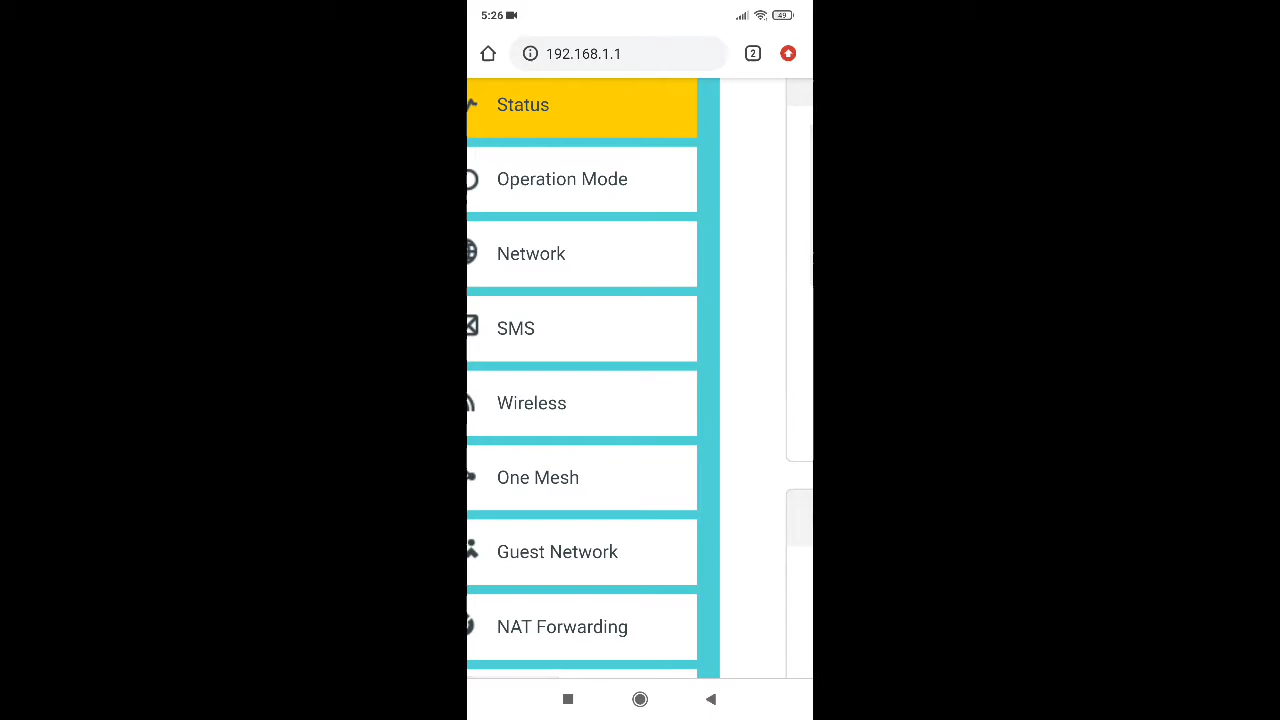 5:26
49
192.168.1.1
2
Status
Operation Mode
Network
SMS
Wireless
One Mesh
Guest Network
NAT Forwarding